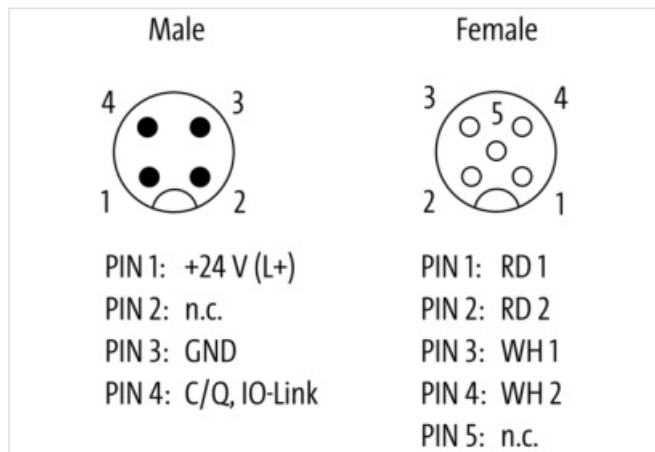 Male
4 3
1 2
PIN 1: +24 V (L+)
PIN 2: n.c.
PIN 3: GND
PIN 4: C/Q, IO-Link
Female
3 5 4
2 1
PIN 1: RD 1
PIN 2: RD 2
PIN 3: WH 1
PIN 4: WH 2
PIN 5: n.c.